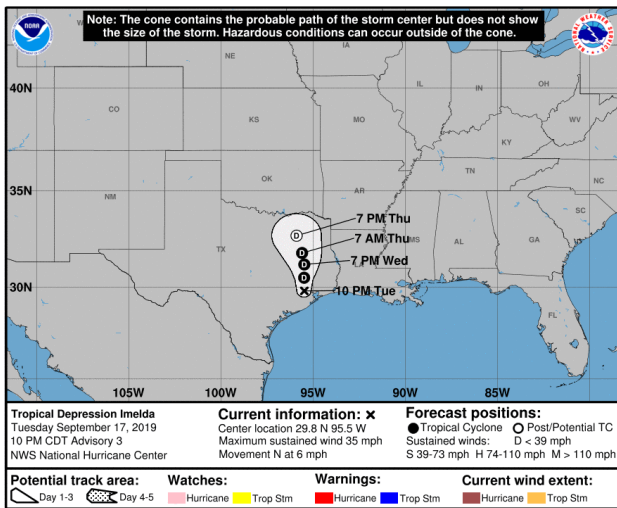 Note: The cone contains the probable path of the storm center but does not show
the size of the storm. Hazardous conditions can occur outside of the cone.
NOAA
NATIONAL WEATHER SERVICE
40N
35N
30N
NE
IA
IL
IN
OH
WV
CO
KS
MO
KY
OK
TN
NC
NM
AR
SC
TX
LA
MS
AL
GA
FL
7 PM Thu
7 AM Thu
7 PM Wed
10 PM Tue
D
D
D
D
105W
100W
95W
90W
85W
80W
Tropical Depression Imelda
Tuesday September 17, 2019
10 PM CDT Advisory 3
NWS National Hurricane Center
Current information: x
Center location 29.8 N 95.5 W
Maximum sustained wind 35 mph
Movement N at 6 mph
Forecast positions:
Tropical Cyclone Post/Potential TC
Sustained winds: D < 39 mph
S 39-73 mph H 74-110 mph M > 110 mph
Potential track area:
Day 1-3 Day 4-5
Watches:
Hurricane Trop Stm
Warnings:
Hurricane Trop Stm
Current wind extent:
Hurricane Trop Stm